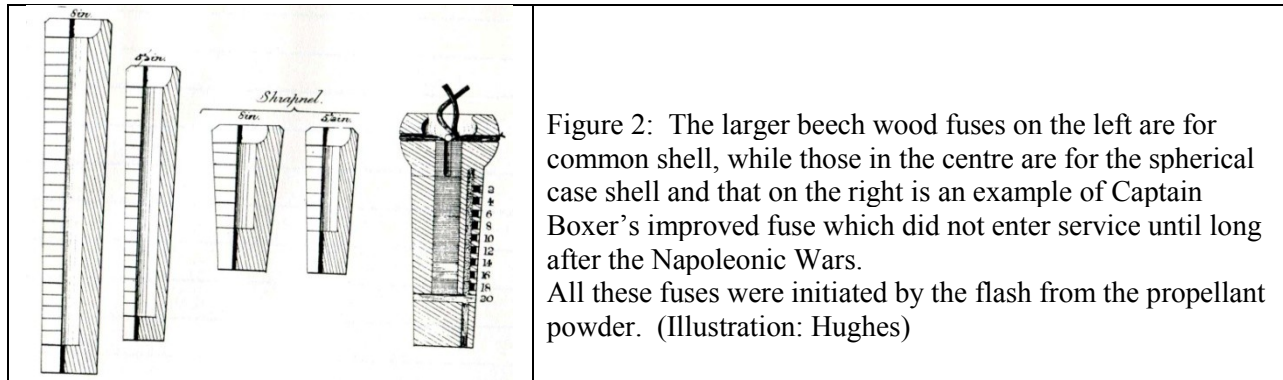 8in.
5½in.
Shrapnel.
8in.
5½in.
2
4
6
8
10
12
14
16
18
20
Figure 2: The larger beech wood fuses on the left are for
common shell, while those in the centre are for the spherical
case shell and that on the right is an example of Captain
Boxer’s improved fuse which did not enter service until long
after the Napoleonic Wars.
All these fuses were initiated by the flash from the propellant
powder. (Illustration: Hughes)